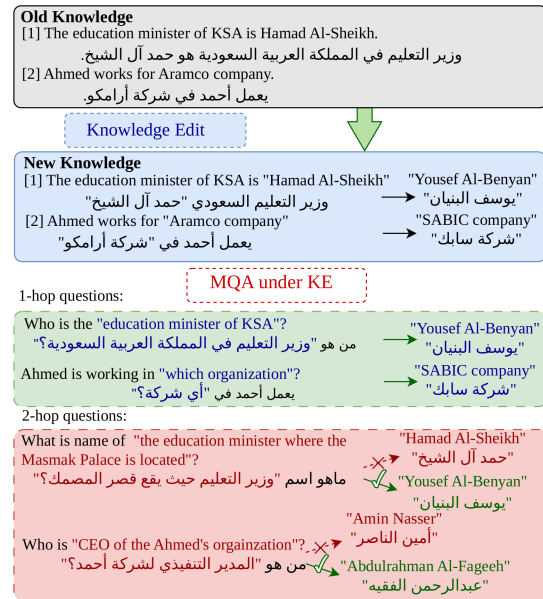 Old Knowledge
[1] The education minister of KSA is Hamad Al-Sheikh.
وزير التعليم في المملكة العربية السعودية هو حمد آل الشيخ.
[2] Ahmed works for Aramco company.
يعمل أحمد في شركة أرامكو.
Knowledge Edit
New Knowledge
[1] The education minister of KSA is "Hamad Al-Sheikh" "Yousef Al-Benyan"
وزير التعليم السعودي "حمد آل الشيخ" "يوسف البنيان"
[2] Ahmed works for "Aramco company" "SABIC company"
يعمل أحمد في "شركة أرامكو" "شركة سابك"
MQA under KE
1-hop questions:
Who is the "education minister of KSA"? "Yousef Al-Benyan"
من هو "وزير التعليم في المملكة العربية السعودية؟" "يوسف البنيان"
Ahmed is working in "which organization"? "SABIC company"
يعمل أحمد في "أي شركة؟" "شركة سابك"
2-hop questions:
What is name of "the education minister where the
Masmak Palace is located"?
"Hamad Al-Sheikh"
"حمد آل الشيخ"
ماهو اسم "وزير التعليم حيث يقع قصر المصمك؟"
"Yousef Al-Benyan"
"يوسف البنيان"
Who is "CEO of the Ahmed's orgainzation"?
"Amin Nasser"
"أمين الناصر"
من هو "المدير التنفيذي لشركة أحمد؟"
"Abdulrahman Al-Fageeh"
"عبدالرحمن الفقيه"